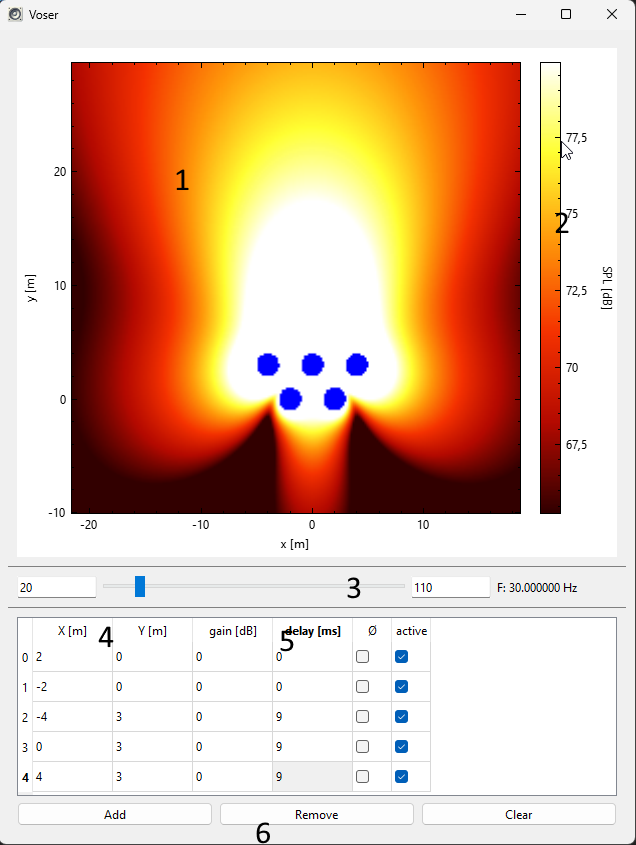 Voser
1
2
20
10
0
-10
-20
-10
0
10
y [m]
x [m]
77,5
75
72,5
70
67,5
SPL [dB]
20
3
110
F: 30.000000 Hz
4
5
X [m] Y [m] gain [dB] delay [ms] Ø active
0 2 0 0 0
1 -2 0 0 0
2 -4 3 0 9
3 0 3 0 9
4 4 3 0 9
Add Remove Clear
6